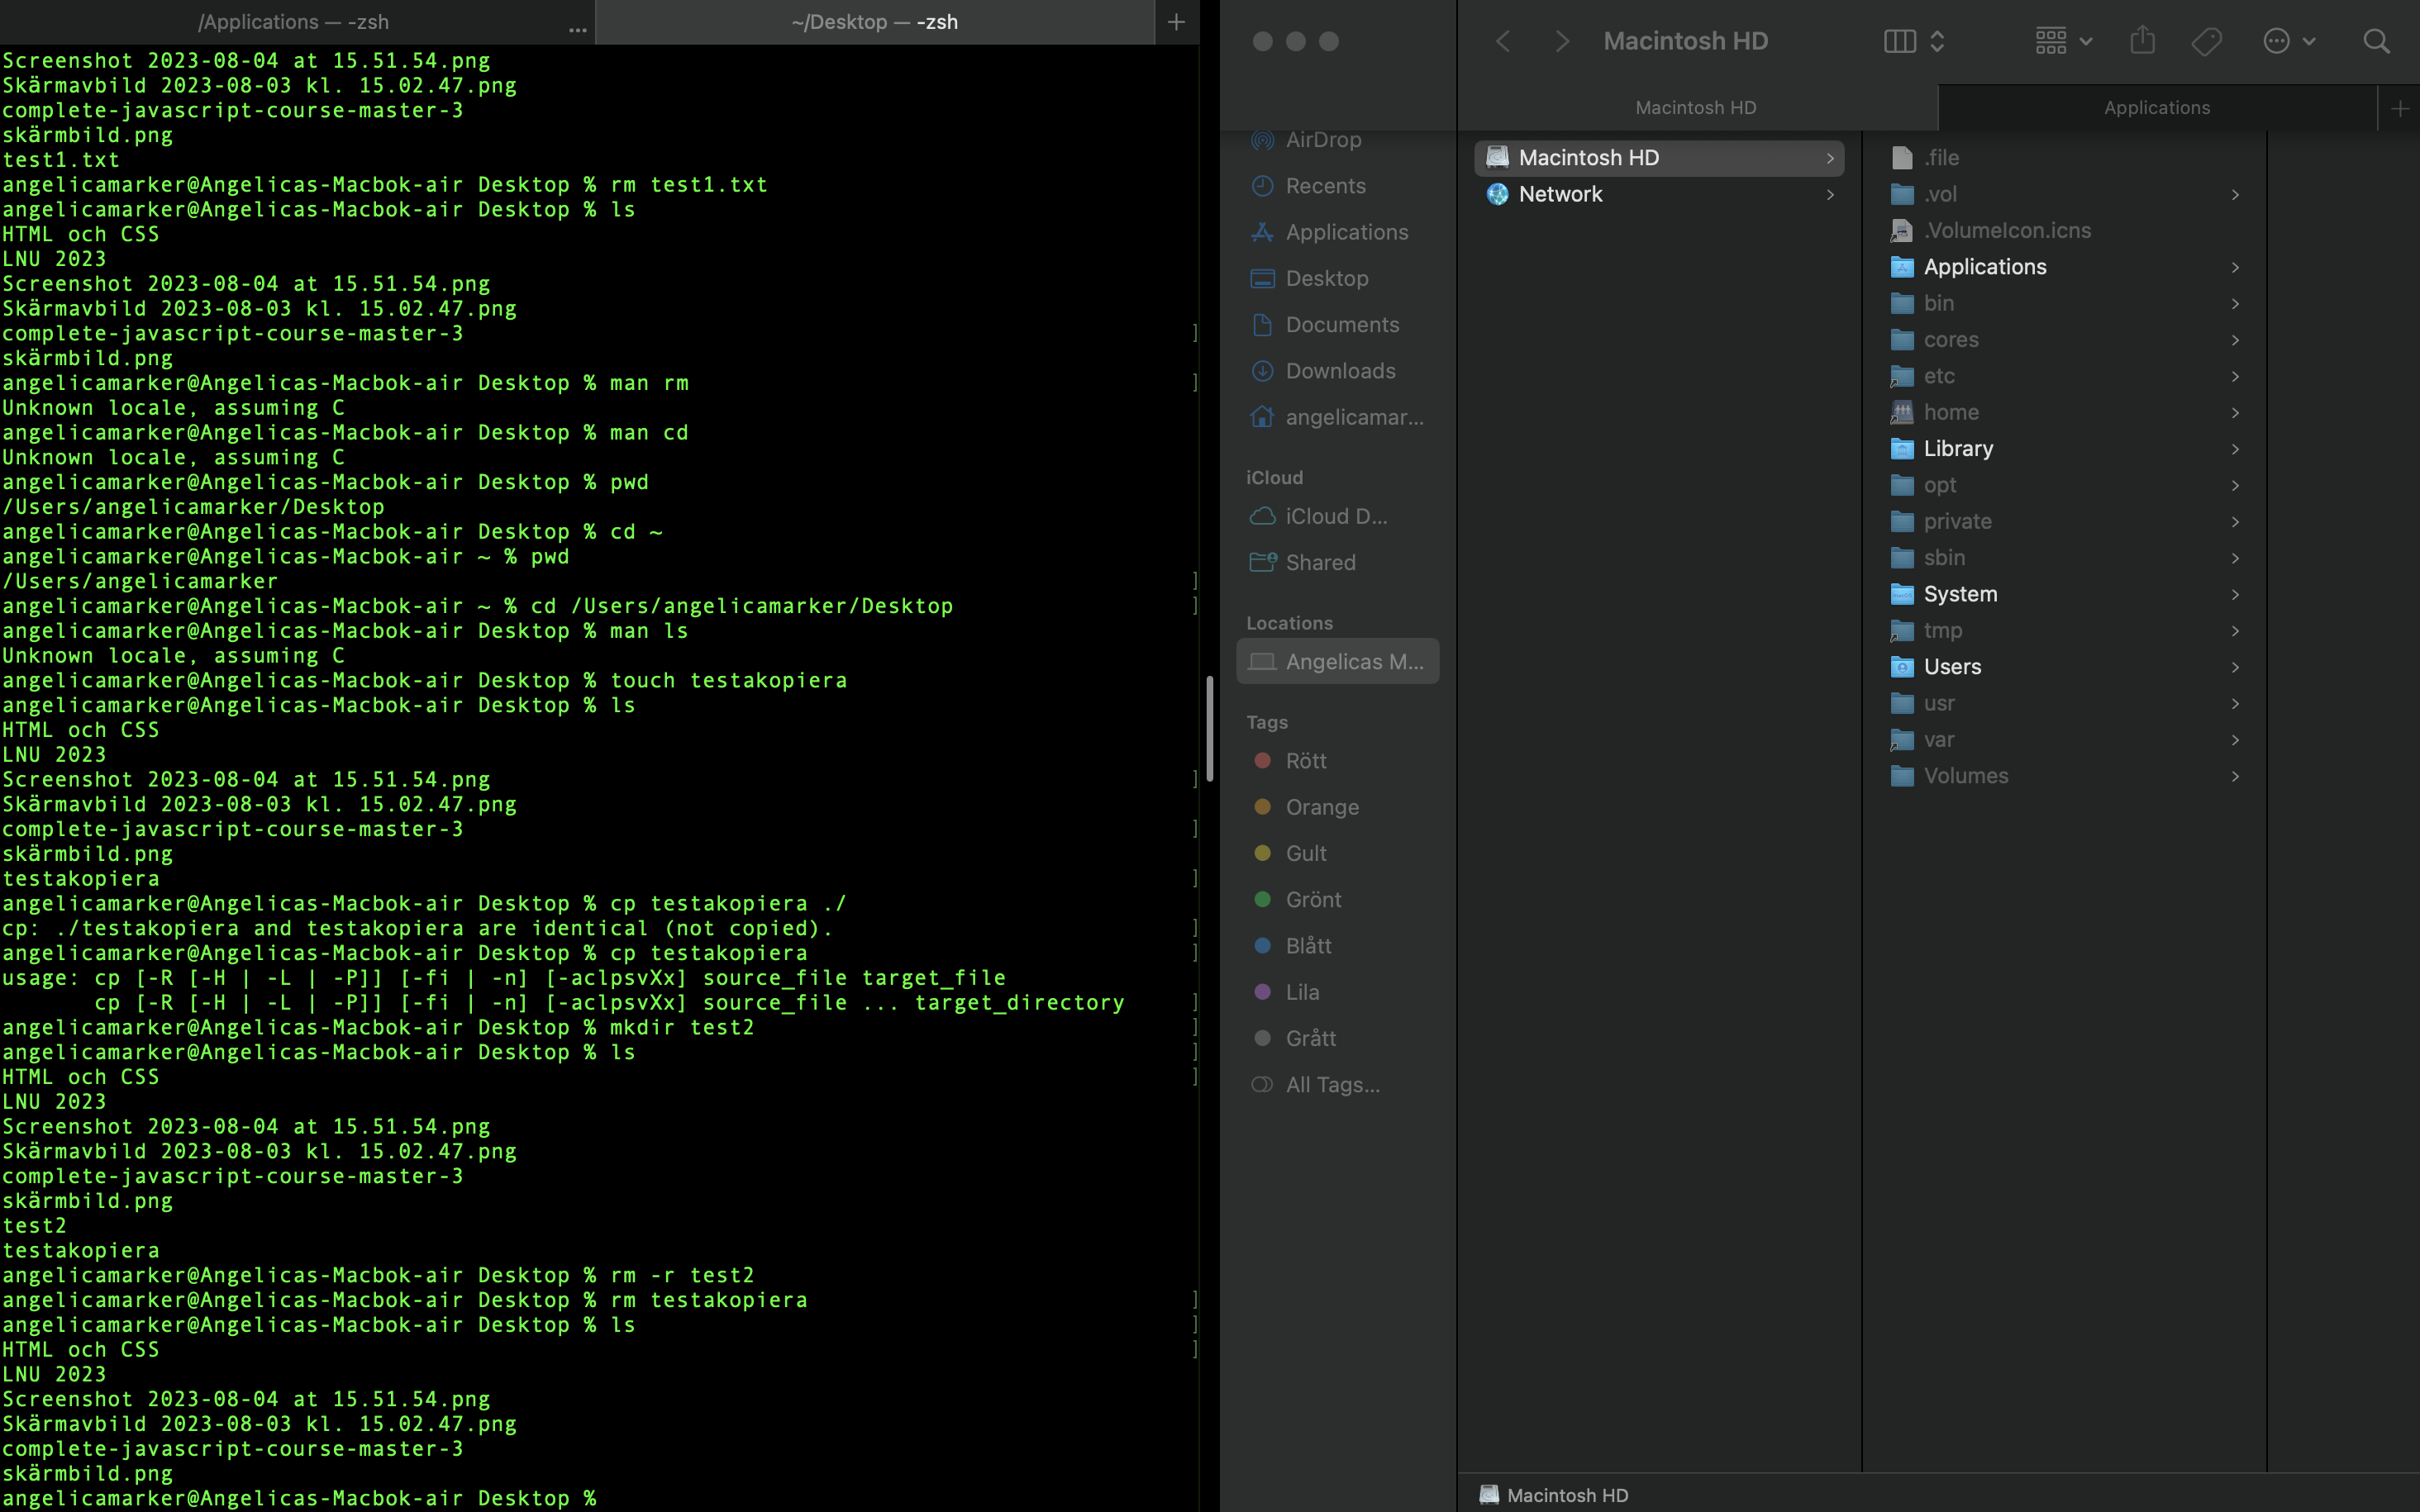 /Applications — -zsh
...
~/Desktop — -zsh
+
Screenshot 2023-08-04 at 15.51.54.png
Skärmavbild 2023-08-03 kl. 15.02.47.png
complete-javascript-course-master-3
skärmbild.png
test1.txt
angelicamarker@Angelicas-Macbok-air Desktop % rm test1.txt
angelicamarker@Angelicas-Macbok-air Desktop % ls
HTML och CSS
LNU 2023
Screenshot 2023-08-04 at 15.51.54.png
Skärmavbild 2023-08-03 kl. 15.02.47.png
complete-javascript-course-master-3 ]
skärmbild.png
angelicamarker@Angelicas-Macbok-air Desktop % man rm ]
Unknown locale, assuming C
angelicamarker@Angelicas-Macbok-air Desktop % man cd
Unknown locale, assuming C
angelicamarker@Angelicas-Macbok-air Desktop % pwd
/Users/angelicamarker/Desktop
angelicamarker@Angelicas-Macbok-air Desktop % cd ~
angelicamarker@Angelicas-Macbok-air ~ % pwd
/Users/angelicamarker ]
angelicamarker@Angelicas-Macbok-air ~ % cd /Users/angelicamarker/Desktop ]
angelicamarker@Angelicas-Macbok-air Desktop % man ls
Unknown locale, assuming C
angelicamarker@Angelicas-Macbok-air Desktop % touch testakopiera
angelicamarker@Angelicas-Macbok-air Desktop % ls
HTML och CSS
LNU 2023
Screenshot 2023-08-04 at 15.51.54.png ]
Skärmavbild 2023-08-03 kl. 15.02.47.png
complete-javascript-course-master-3 ]
skärmbild.png
testakopiera ]
angelicamarker@Angelicas-Macbok-air Desktop % cp testakopiera ./
cp: ./testakopiera and testakopiera are identical (not copied). ]
angelicamarker@Angelicas-Macbok-air Desktop % cp testakopiera ]
usage: cp [-R [-H | -L | -P]] [-fi | -n] [-aclpsvXx] source_file target_file
cp [-R [-H | -L | -P]] [-fi | -n] [-aclpsvXx] source_file ... target_directory ]
angelicamarker@Angelicas-Macbok-air Desktop % mkdir test2 ]
angelicamarker@Angelicas-Macbok-air Desktop % ls ]
HTML och CSS ]
LNU 2023
Screenshot 2023-08-04 at 15.51.54.png
Skärmavbild 2023-08-03 kl. 15.02.47.png
complete-javascript-course-master-3
skärmbild.png
test2
testakopiera
angelicamarker@Angelicas-Macbok-air Desktop % rm -r test2
angelicamarker@Angelicas-Macbok-air Desktop % rm testakopiera ]
angelicamarker@Angelicas-Macbok-air Desktop % ls ]
HTML och CSS ]
LNU 2023
Screenshot 2023-08-04 at 15.51.54.png
Skärmavbild 2023-08-03 kl. 15.02.47.png
complete-javascript-course-master-3
skärmbild.png
angelicamarker@Angelicas-Macbok-air Desktop %
AirDrop
Recents
Applications
Desktop
Documents
Downloads
angelicamar...
iCloud
iCloud D...
Shared
Locations
Angelicas M...
Tags
Rött
Orange
Gult
Grönt
Blått
Lila
Grått
All Tags...
Macintosh HD
Macintosh HD
Applications
+
Macintosh HD
Network
.file
.vol
.VolumeIcon.icns
Applications
bin
cores
etc
home
Library
opt
private
sbin
System
tmp
Users
usr
var
Volumes
Macintosh HD